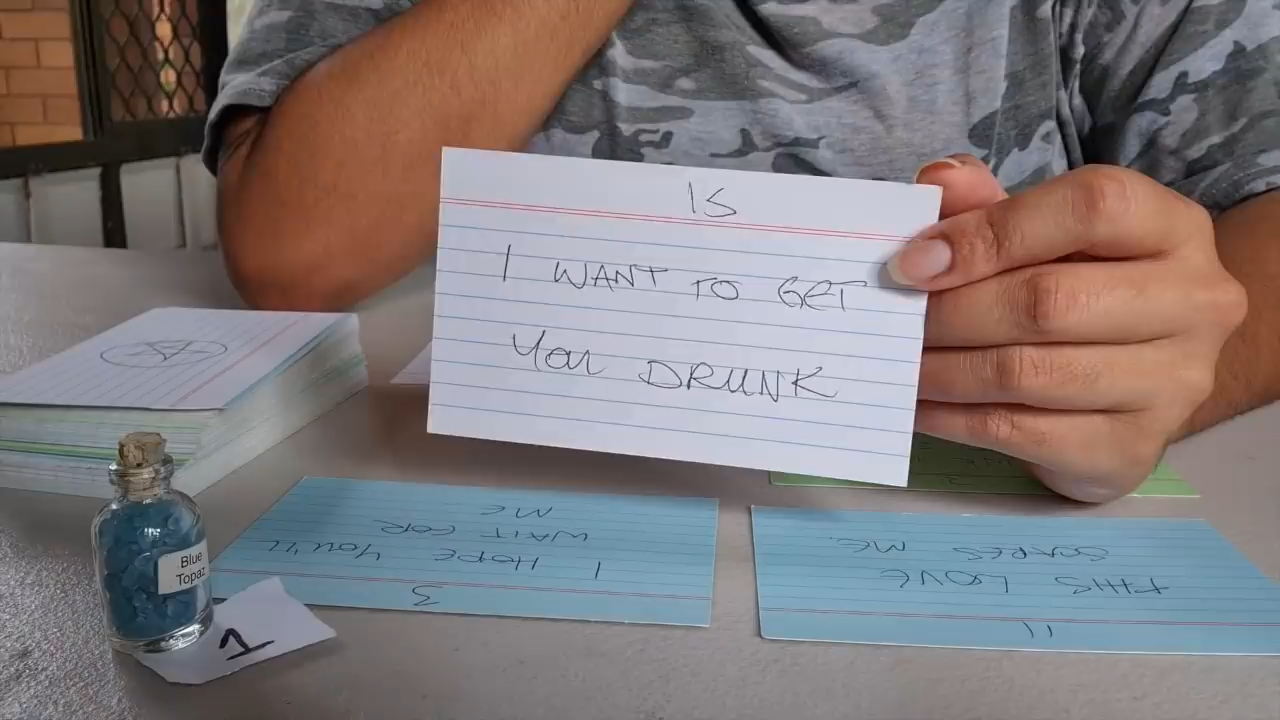 15
I WANT TO GET
YOU DRUNK
3
I HOPE YOU'LL
WAIT FOR
ME
11
THIS LOVE
SCARES ME.
Blue
Topaz
1